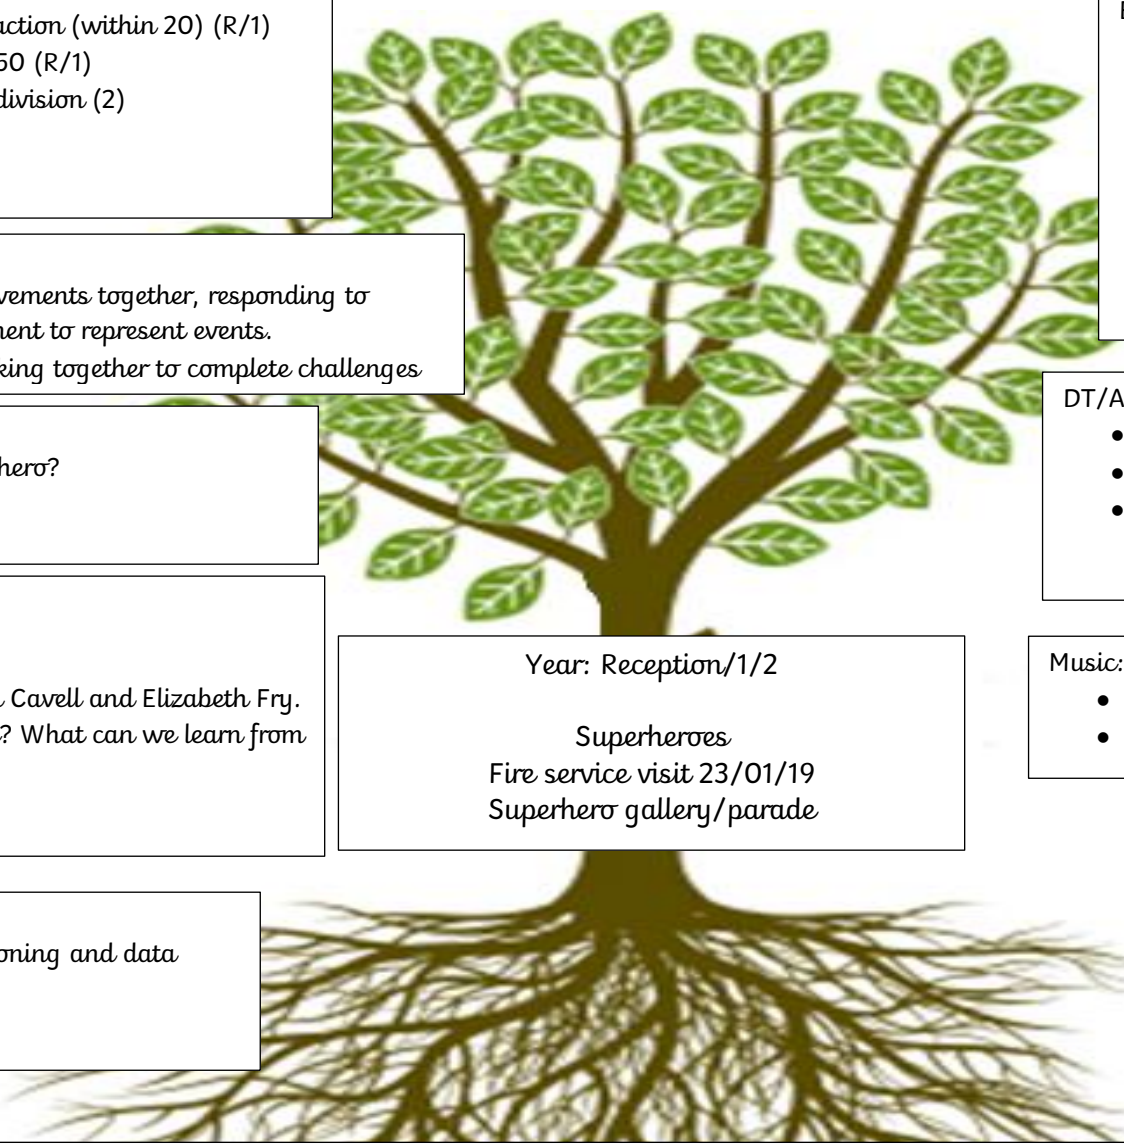 action (within 20) (R/1)
50 (R/1)
division (2)
vements together, responding to
ment to represent events.
king together to complete challenges
hero?
Cavell and Elizabeth Fry.
? What can we learn from
oning and data
Year: Reception/1/2
Superheroes
Fire service visit 23/01/19
Superhero gallery/parade
DT/A
•
•
•
Music:
•
•